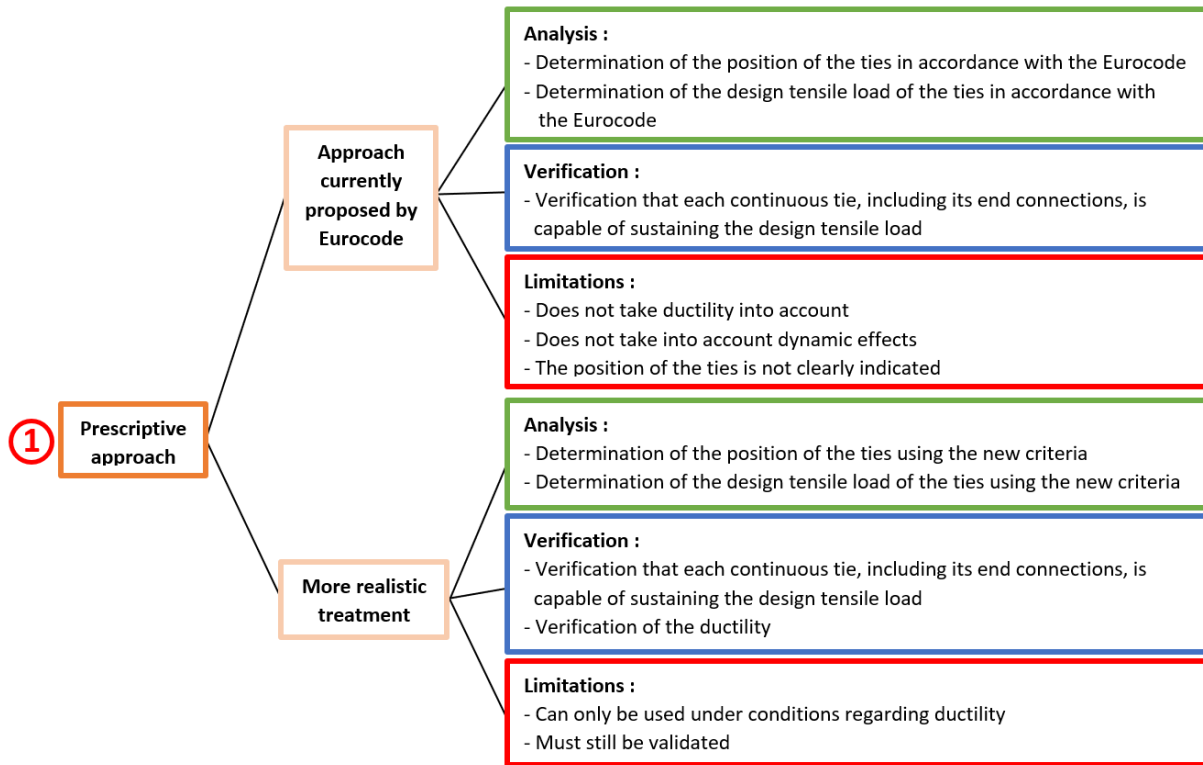 1
Prescriptive
approach
Approach
currently
proposed by
Eurocode
Analysis :
- Determination of the position of the ties in accordance with the Eurocode
- Determination of the design tensile load of the ties in accordance with
the Eurocode
Verification :
- Verification that each continuous tie, including its end connections, is
capable of sustaining the design tensile load
Limitations :
- Does not take ductility into account
- Does not take into account dynamic effects
- The position of the ties is not clearly indicated
More realistic
treatment
Analysis :
- Determination of the position of the ties using the new criteria
- Determination of the design tensile load of the ties using the new criteria
Verification :
- Verification that each continuous tie, including its end connections, is
capable of sustaining the design tensile load
- Verification of the ductility
Limitations :
- Can only be used under conditions regarding ductility
- Must still be validated